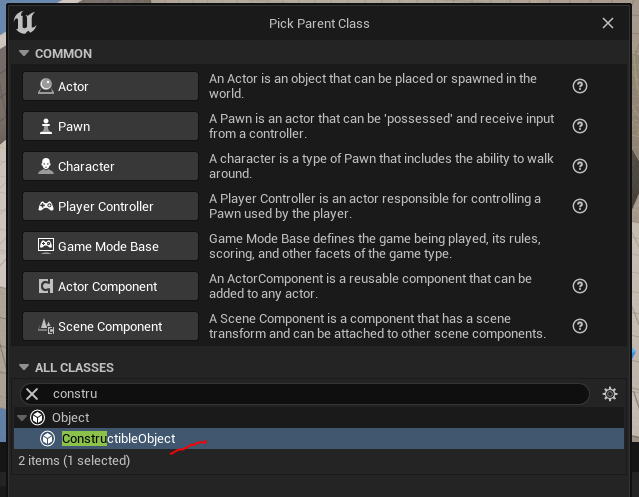 Pick Parent Class
COMMON
Actor
An Actor is an object that can be placed or spawned in the
world.
Pawn
A Pawn is an actor that can be 'possessed' and receive input
from a controller.
Character
A character is a type of Pawn that includes the ability to walk
around.
Player Controller
A Player Controller is an actor responsible for controlling a
Pawn used by the player.
Game Mode Base
Game Mode Base defines the game being played, its rules,
scoring, and other facets of the game type.
Actor Component
An ActorComponent is a reusable component that can be
added to any actor.
Scene Component
A Scene Component is a component that has a scene
transform and can be attached to other scene components.
ALL CLASSES
constru
Object
ConstructibleObject
2 items (1 selected)